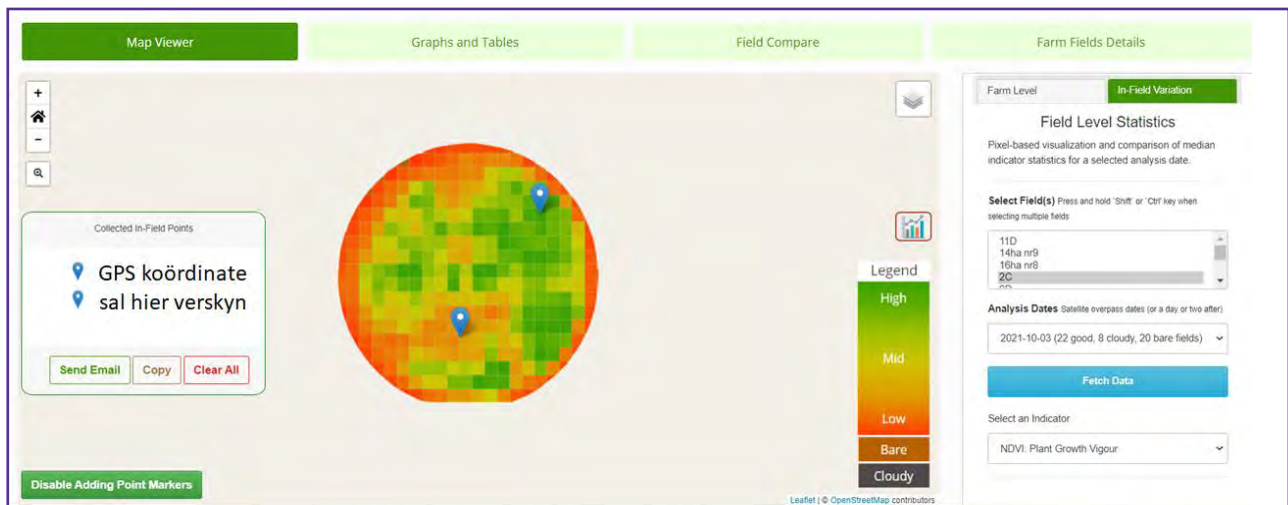 Map Viewer
Graphs and Tables
Field Compare
Farm Fields Details
+
−
Collected In-Field Points
GPS koördinate
sal hier verskyn
Send Email
Copy
Clear All
Disable Adding Point Markers
Legend
High
Mid
Low
Bare
Cloudy
Leaflet | © OpenStreetMap contributors
Farm Level
In-Field Variation
Field Level Statistics
Pixel-based visualization and comparison of median
indicator statistics for a selected analysis date.
Select Field(s) Press and hold `Shift` or `Ctrl` key when
selecting multiple fields
11D
14ha nr9
16ha nr8
2C
Analysis Dates Satellite overpass dates (or a day or two after)
2021-10-03 (22 good, 8 cloudy, 20 bare fields)
Fetch Data
Select an Indicator
NDVI: Plant Growth Vigour